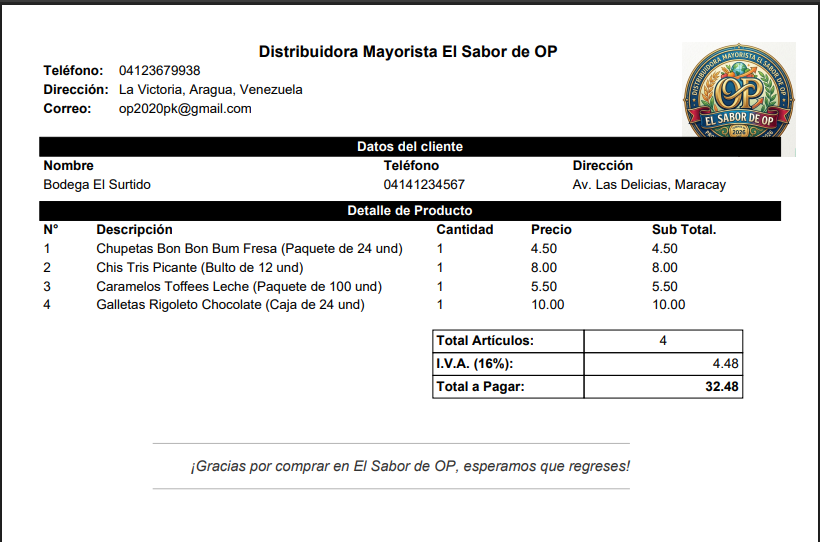 Distribuidora Mayorista El Sabor de OP
Teléfono: 04123679938
Dirección: La Victoria, Aragua, Venezuela
Correo: op2020pk@gmail.com
DISTRIBUIDORA MAYORISTA EL SABOR DE OP
OP
EL SABOR DE OP
2026
Datos del cliente
Nombre Teléfono Dirección
Bodega El Surtido 04141234567 Av. Las Delicias, Maracay
Detalle de Producto
N° Descripción Cantidad Precio Sub Total.
1 Chupetas Bon Bon Bum Fresa (Paquete de 24 und) 1 4.50 4.50
2 Chis Tris Picante (Bulto de 12 und) 1 8.00 8.00
3 Caramelos Toffees Leche (Paquete de 100 und) 1 5.50 5.50
4 Galletas Rigoleto Chocolate (Caja de 24 und) 1 10.00 10.00
Total Artículos: 4
I.V.A. (16%): 4.48
Total a Pagar: 32.48
¡Gracias por comprar en El Sabor de OP, esperamos que regreses!